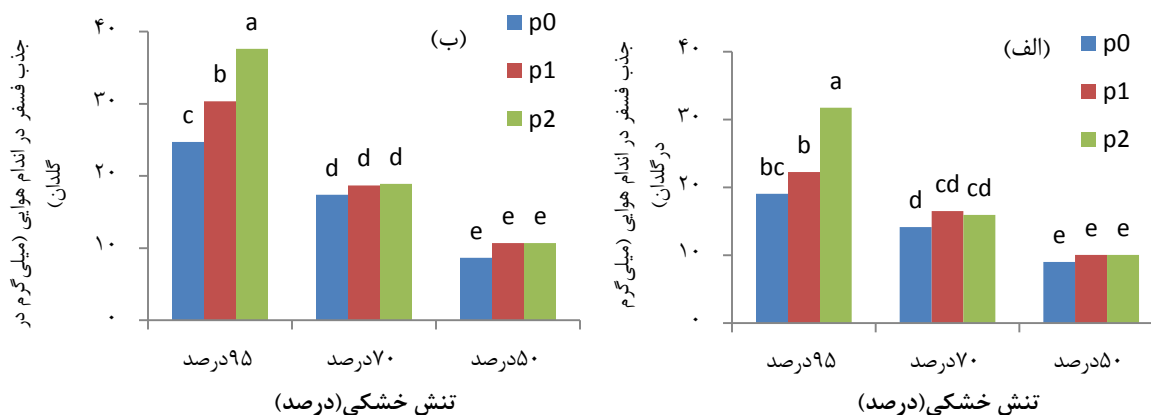 (الف)
p0
p1
p2
جذب فسفر در اندام هوایی (میلی‌گرم
درگلدان)
۴۰
۳۰
۲۰
۱۰
۰
bc b a
d cd cd
e e e
۹۵درصد ۷۰درصد ۵۰درصد
تنش خشکی(درصد)
(ب)
p0
p1
p2
جذب فسفر در اندام هوایی (میلی‌گرم در
گلدان)
۴۰
۳۰
۲۰
۱۰
۰
c b a
d d d
e e e
۹۵درصد ۷۰درصد ۵۰درصد
تنش خشکی(درصد)